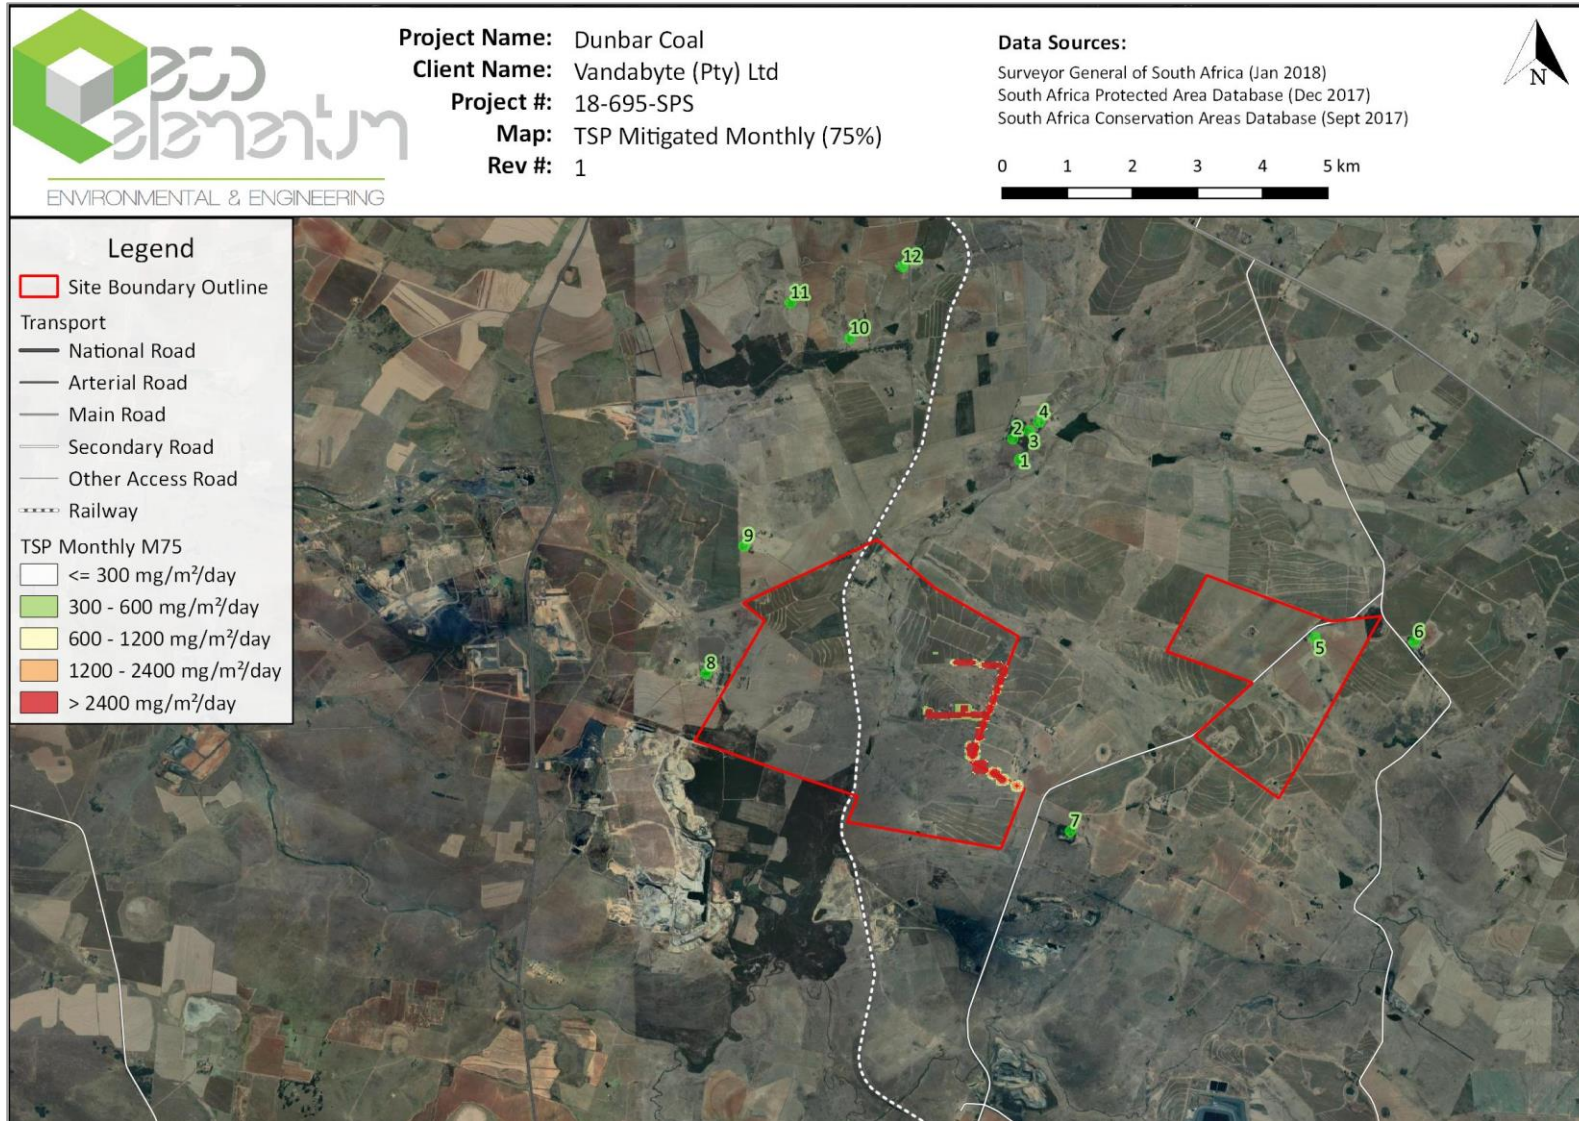 eco
elementum
ENVIRONMENTAL & ENGINEERING
Project Name: Dunbar Coal
Client Name: Vandabyte (Pty) Ltd
Project #: 18-695-SPS
Map: TSP Mitigated Monthly (75%)
Rev #: 1
Data Sources:
Surveyor General of South Africa (Jan 2018)
South Africa Protected Area Database (Dec 2017)
South Africa Conservation Areas Database (Sept 2017)
0 1 2 3 4 5 km
N
Legend
Site Boundary Outline
Transport
National Road
Arterial Road
Main Road
Secondary Road
Other Access Road
Railway
TSP Monthly M75
<= 300 mg/m²/day
300 - 600 mg/m²/day
600 - 1200 mg/m²/day
1200 - 2400 mg/m²/day
> 2400 mg/m²/day
12
11
10
4
2
3
1
9
8
5
6
7